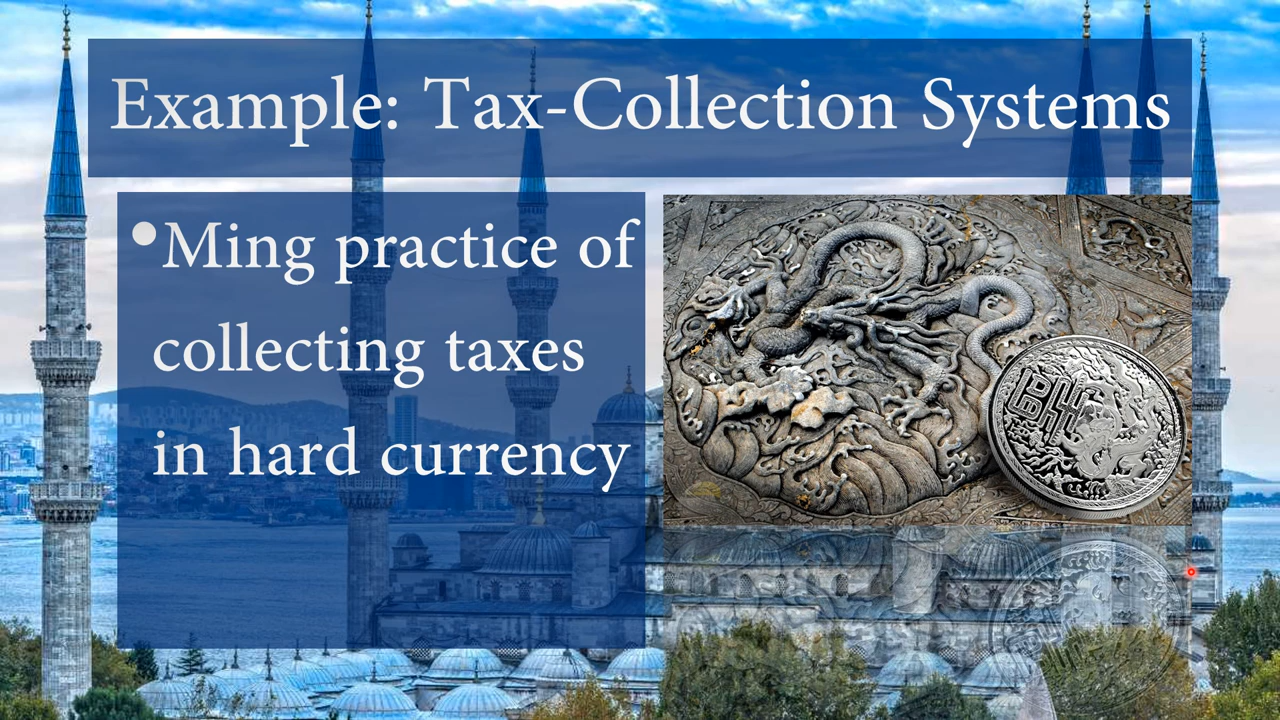 Example: Tax-Collection Systems
•Ming practice of
collecting taxes
in hard currency